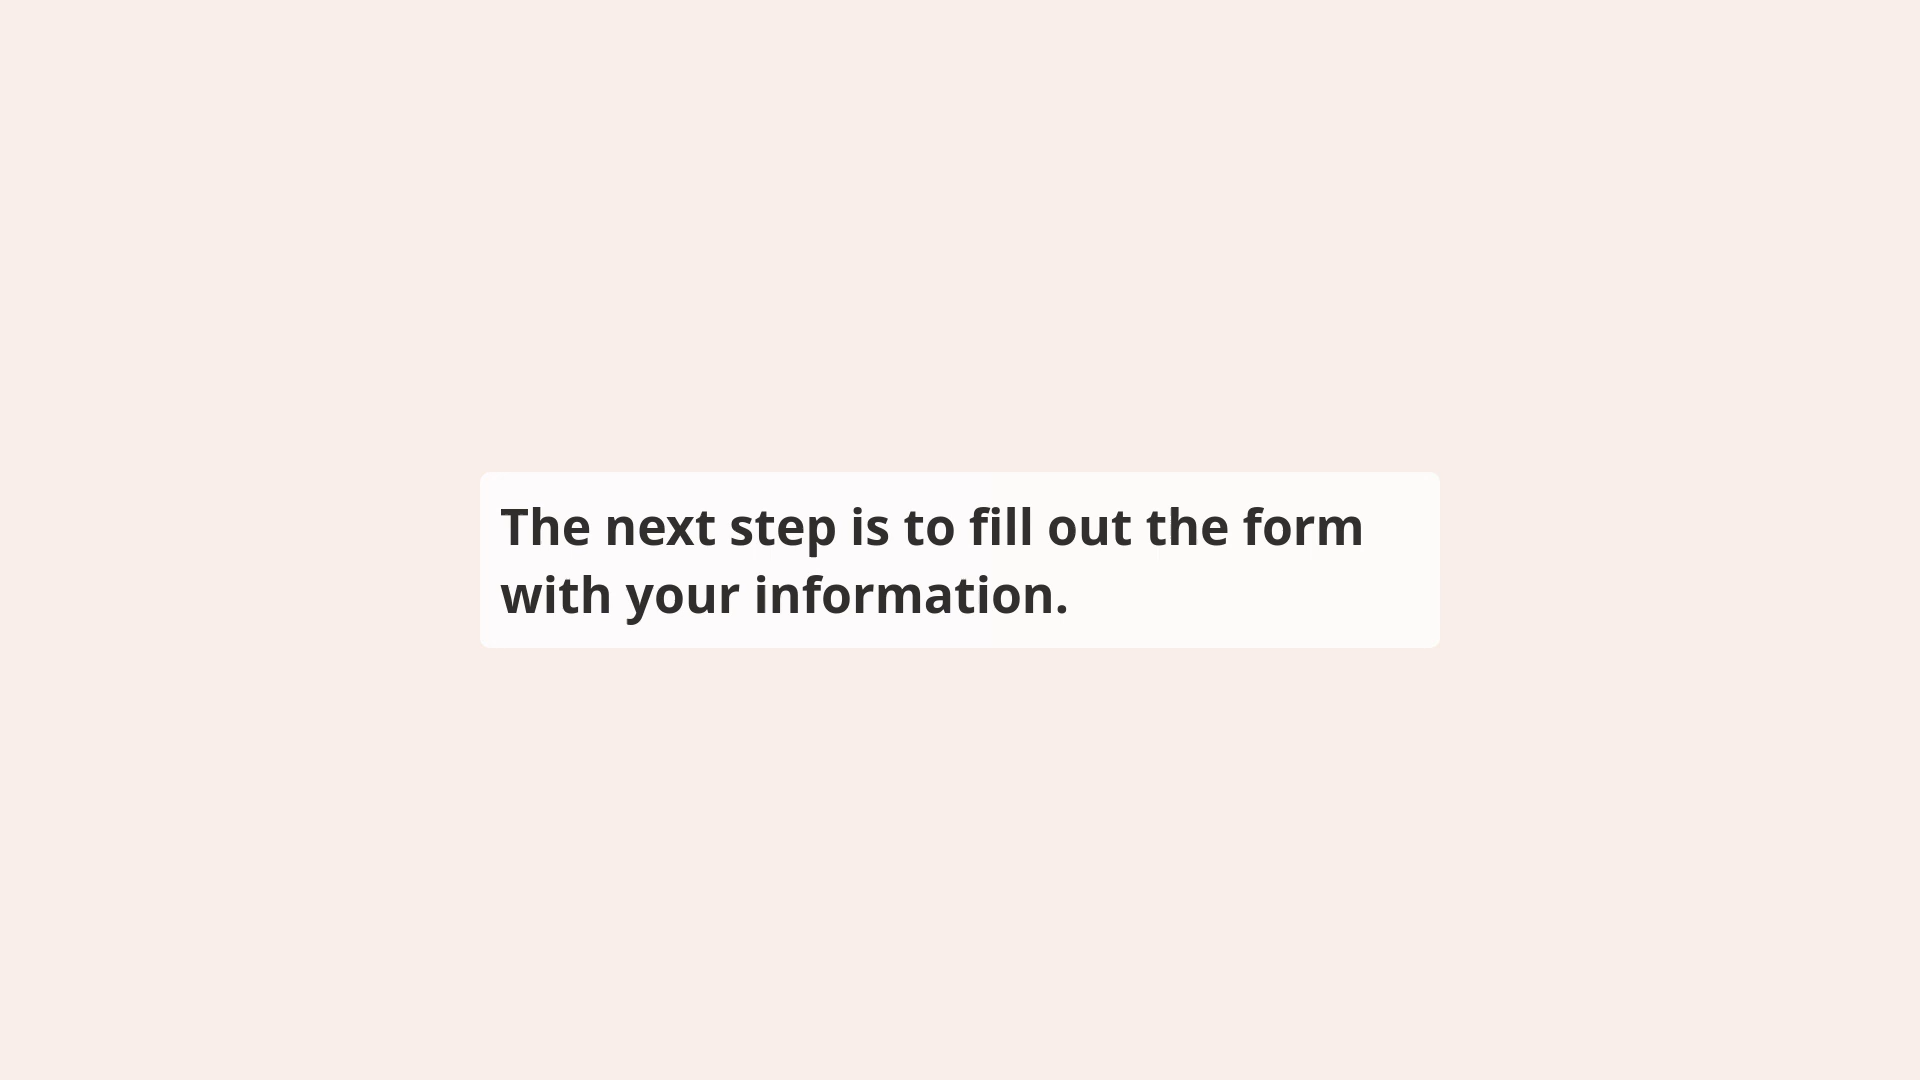 The next step is to fill out the form
with your information.